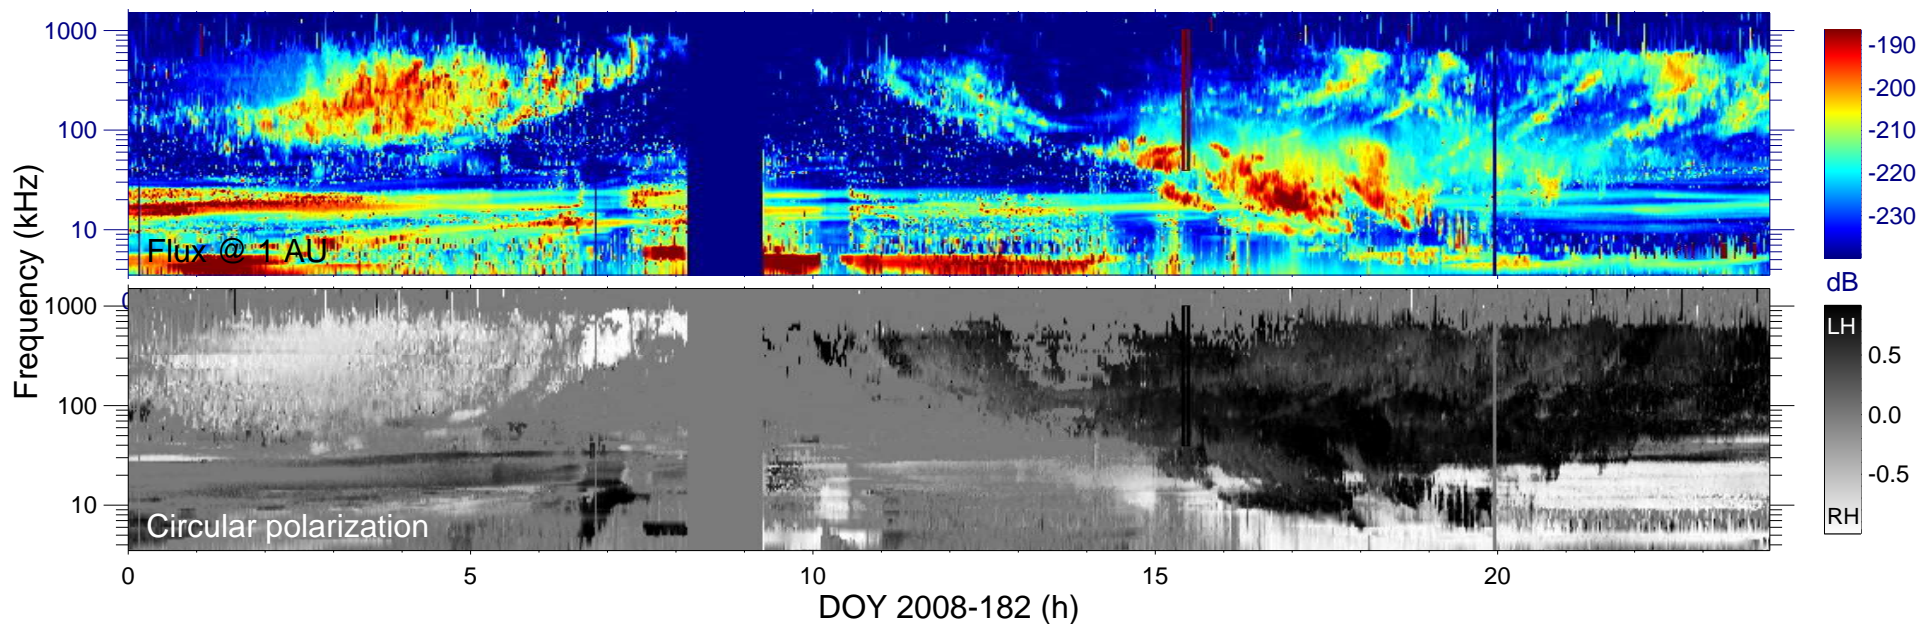 1000
100
10
Flux @ 1 AU
-190
-200
-210
-220
-230
dB
0
Frequency (kHz)
1000
100
10
Circular polarization
LH
0.5
0.0
-0.5
RH
0 5 10 15 20
DOY 2008-182 (h)